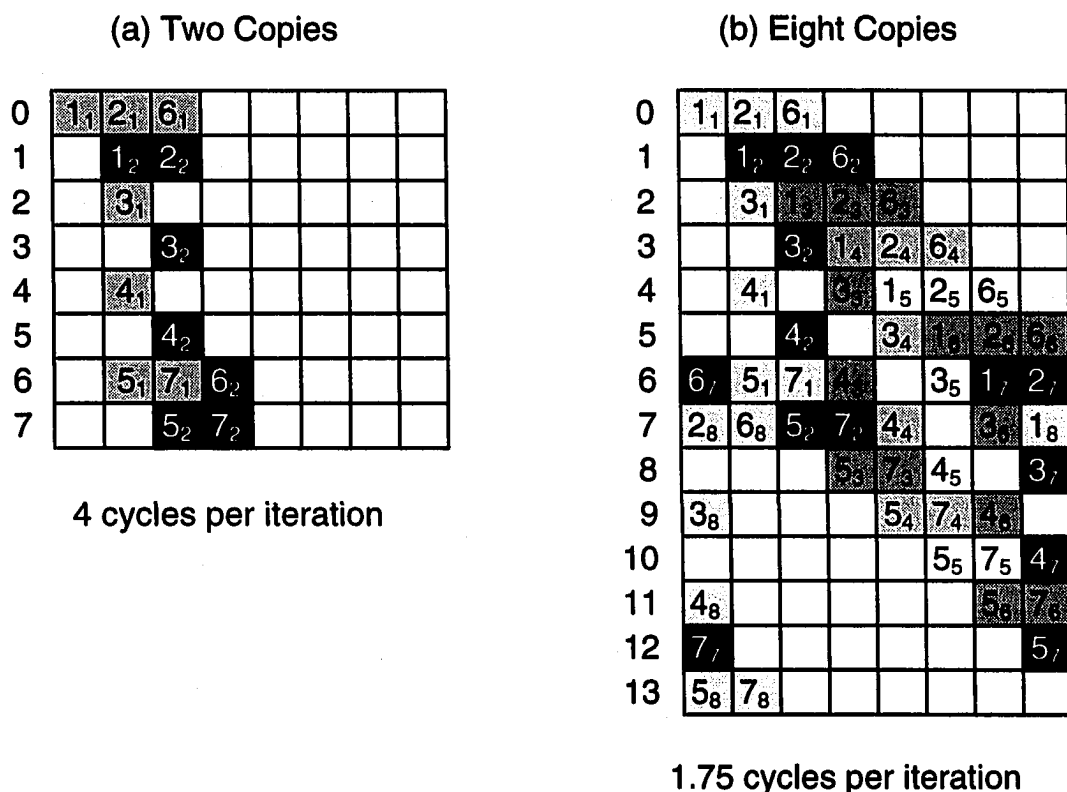 (a) Two Copies
0 1₁ 2₁ 6₁
1 1₂ 2₂
2 3₁
3 3₂
4 4₁
5 4₂
6 5₁ 7₁ 6₂
7 5₂ 7₂
4 cycles per iteration
(b) Eight Copies
0 1₁ 2₁ 6₁
1 1₂ 2₂ 6₂
2 3₁ 1₃ 2₃ 6₃
3 3₂ 1₄ 2₄ 6₄
4 4₁ 3₃ 1₅ 2₅ 6₅
5 4₂ 3₄ 1₆ 2₆ 6₆
6 6₇ 5₁ 7₁ 4₃ 3₅ 1₇ 2₇
7 2₈ 6₈ 5₂ 7₂ 4₄ 3₆ 1₈
8 5₃ 7₃ 4₅ 3₇
9 3₈ 5₄ 7₄ 4₆
10 5₅ 7₅ 4₇
11 4₈ 5₆ 7₆
12 7₇ 5₇
13 5₈ 7₈
1.75 cycles per iteration